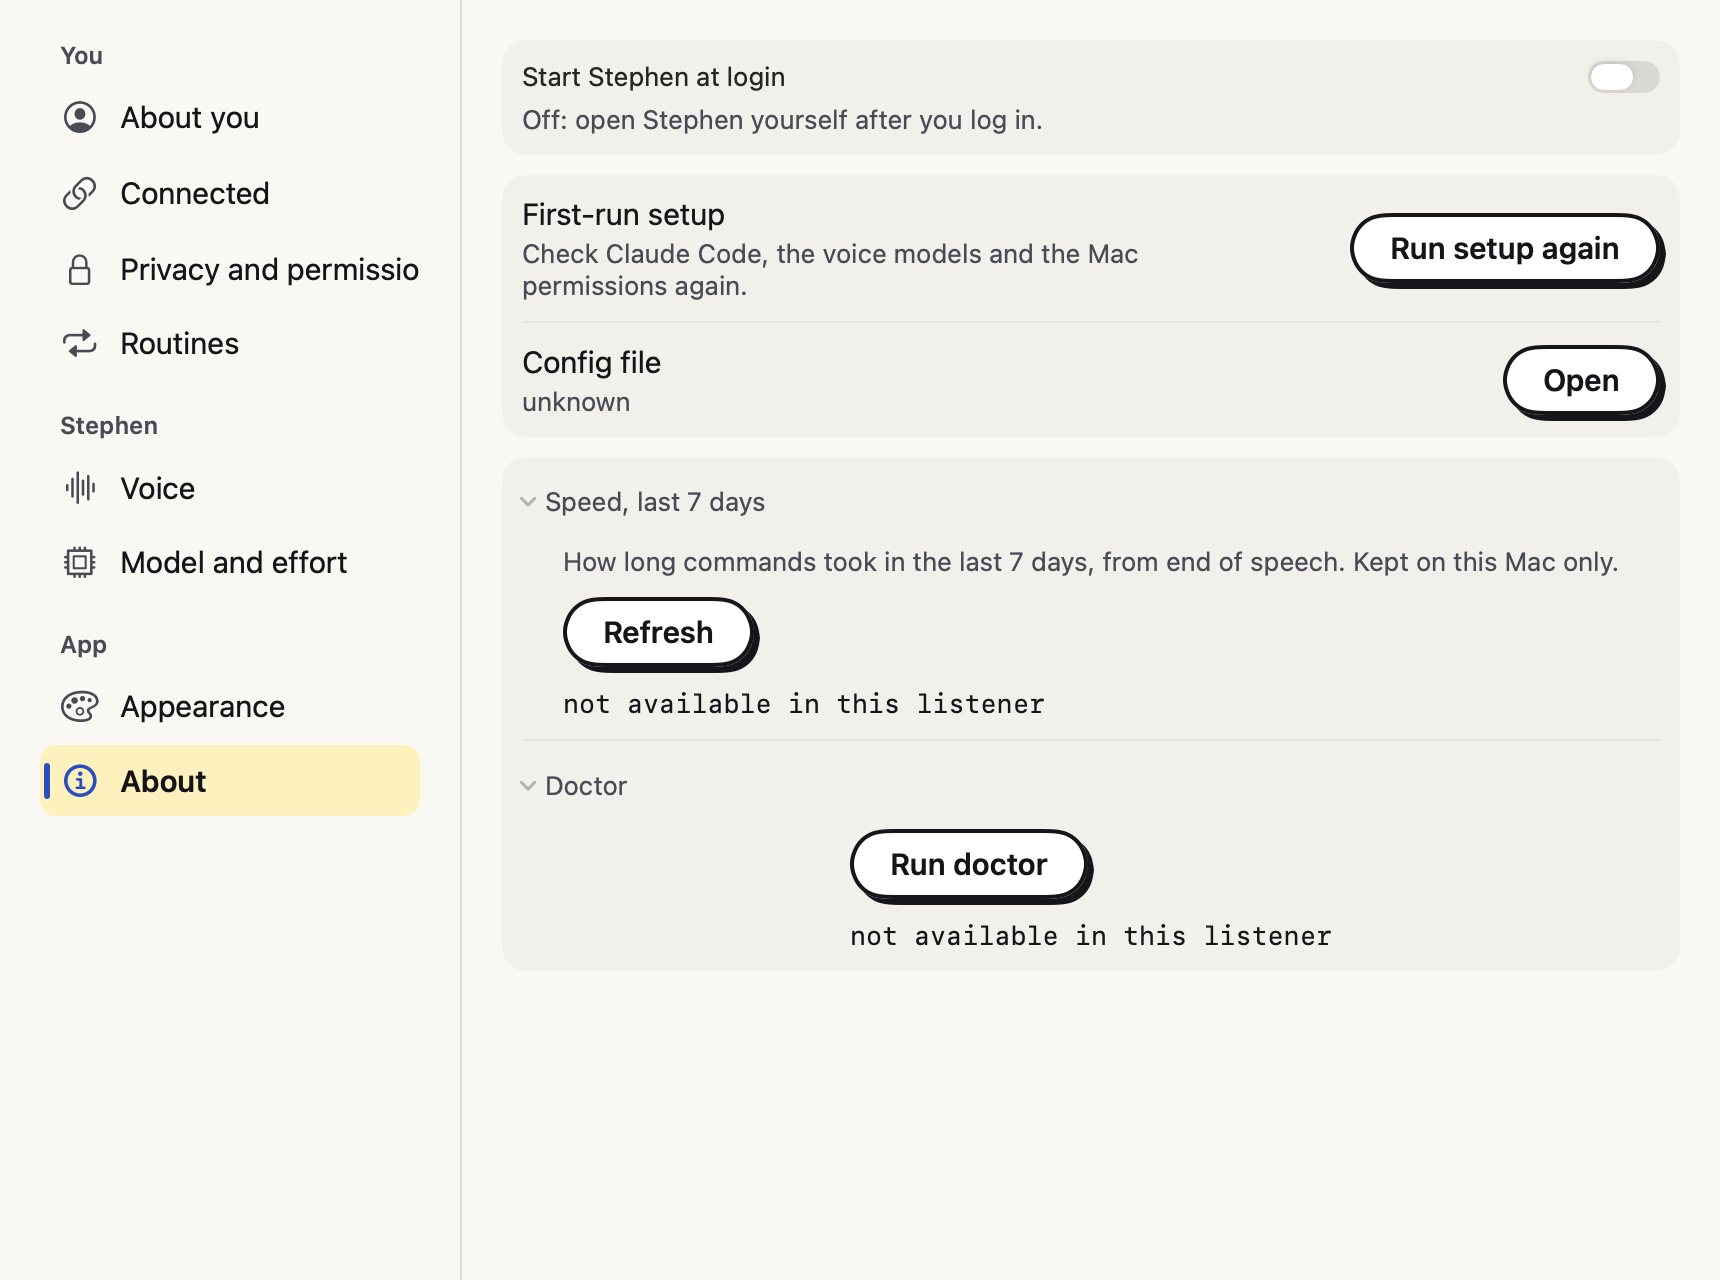 You
About you
Connected
Privacy and permissio
Routines
Stephen
Voice
Model and effort
App
Appearance
About
Start Stephen at login
Off: open Stephen yourself after you log in.
First-run setup
Check Claude Code, the voice models and the Mac
permissions again.
Run setup again
Config file
unknown
Open
Speed, last 7 days
How long commands took in the last 7 days, from end of speech. Kept on this Mac only.
Refresh
not available in this listener
Doctor
Run doctor
not available in this listener